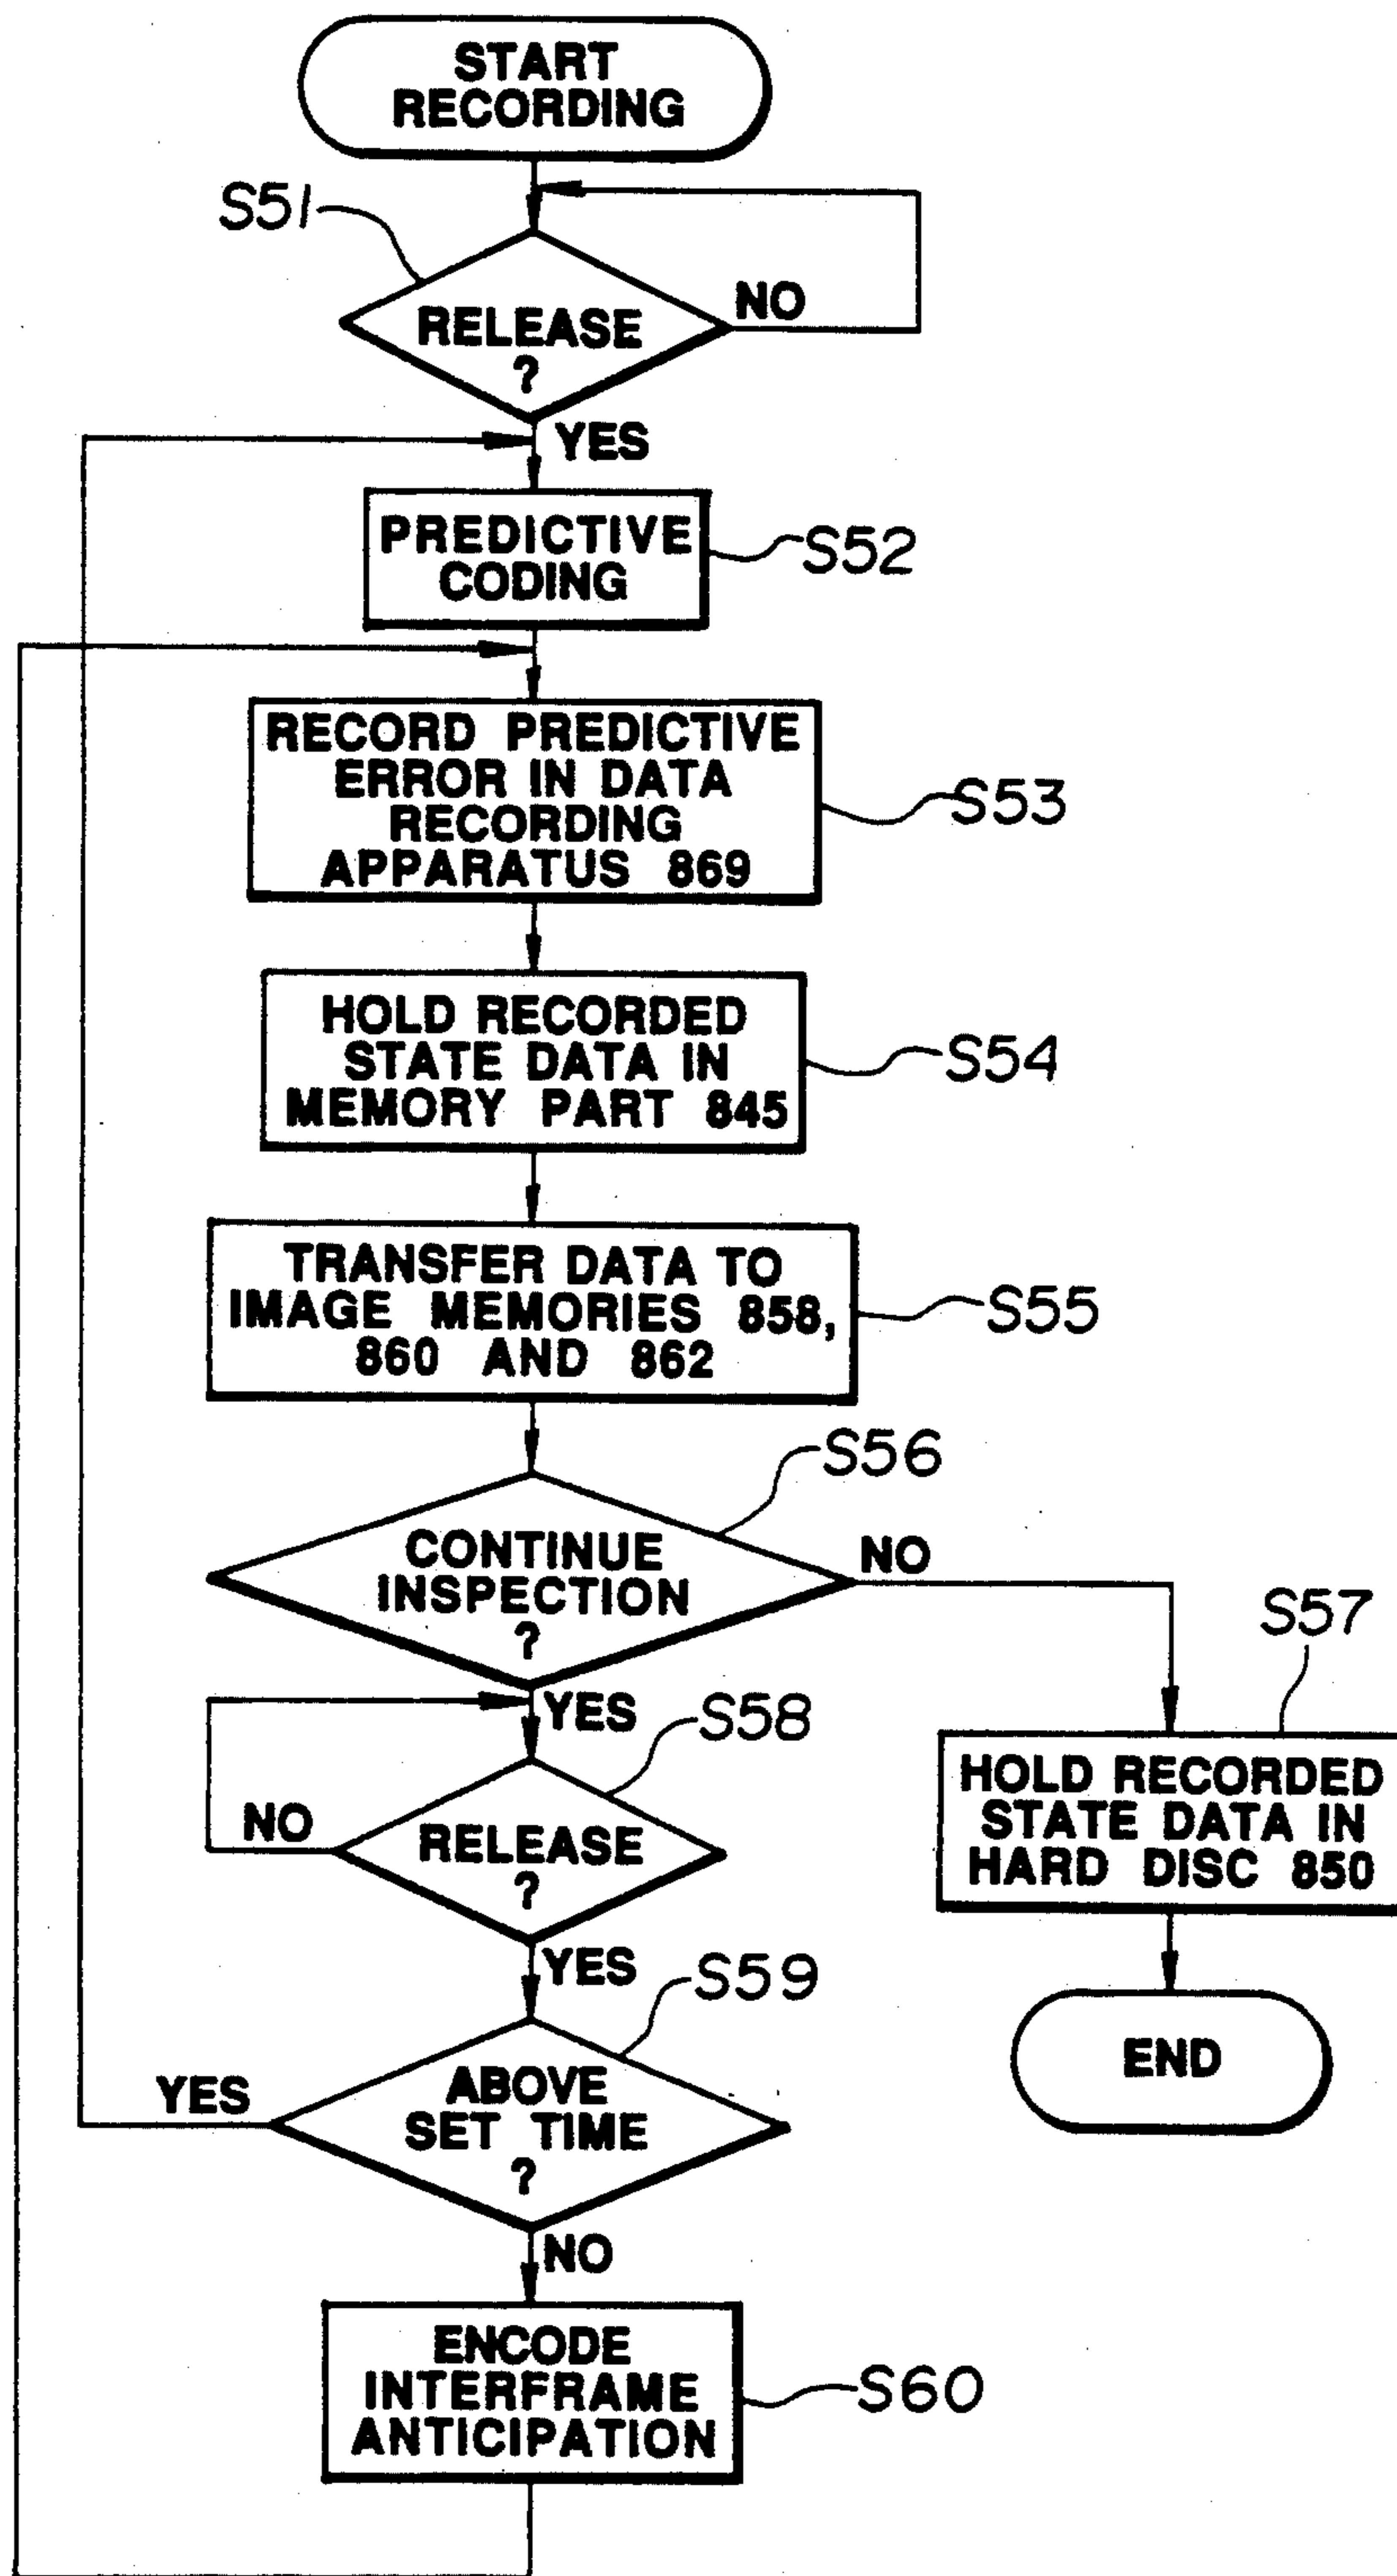 START
RECORDING
S51
RELEASE
?
NO
YES
PREDICTIVE
CODING
S52
RECORD PREDICTIVE
ERROR IN DATA
RECORDING
APPARATUS 869
S53
HOLD RECORDED
STATE DATA IN
MEMORY PART 845
S54
TRANSFER DATA TO
IMAGE MEMORIES 858,
860 AND 862
S55
S56
CONTINUE
INSPECTION
?
NO
YES
S57
HOLD RECORDED
STATE DATA IN
HARD DISC 850
END
S58
RELEASE
?
NO
YES
S59
ABOVE
SET TIME
?
YES
NO
ENCODE
INTERFRAME
ANTICIPATION
S60